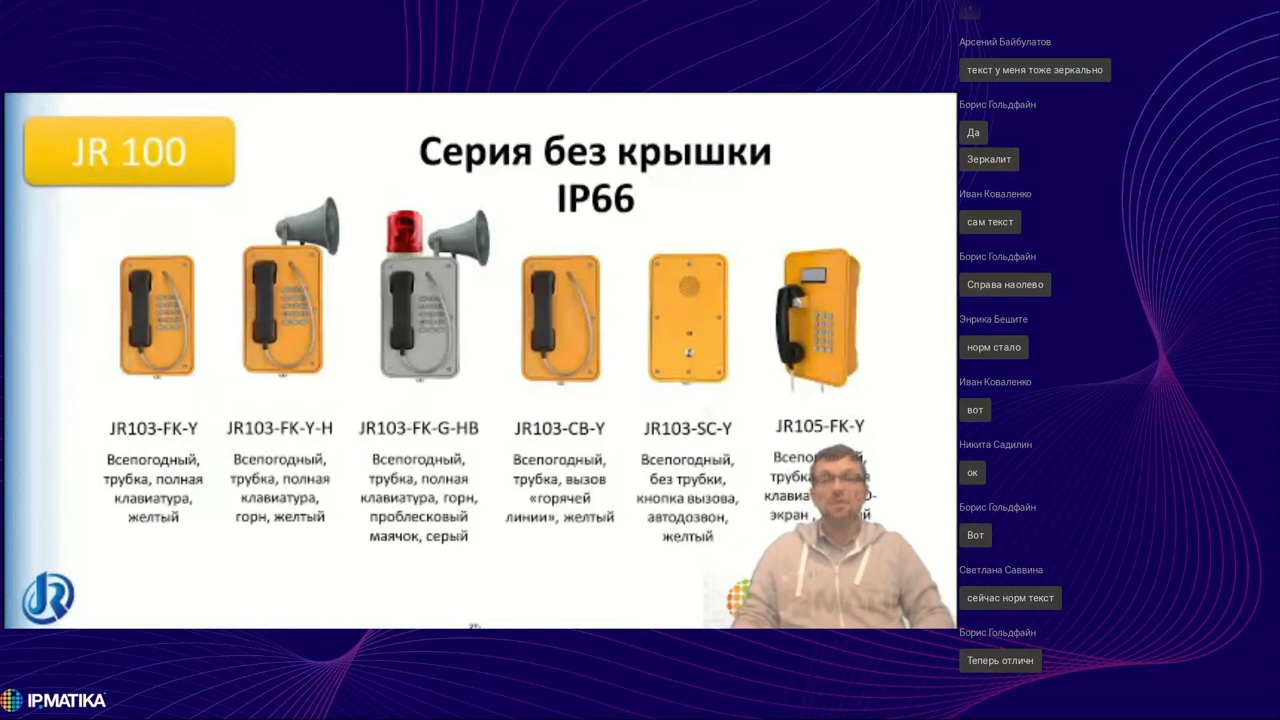 JR 100
Серия без крышки
IP66
JR103-FK-Y
Всепогодный,
трубка, полная
клавиатура,
желтый
JR103-FK-Y-H
Всепогодный,
трубка, полная
клавиатура,
горн, желтый
JR103-FK-G-HB
Всепогодный,
трубка, полная
клавиатура, горн,
проблесковый
маячок, серый
JR103-CB-Y
Всепогодный,
трубка, вызов
«горячей
линии», желтый
JR103-SC-Y
Всепогодный,
без трубки,
кнопка вызова,
автодозвон,
желтый
JR105-FK-Y
экран
JR
IPMATIKA
Арсений Байбулатов
текст у меня тоже зеркально
Борис Гольдфайн
Да
Зеркалит
Иван Коваленко
сам текст
Борис Гольдфайн
Справа наолево
Энрика Бешите
норм стало
Иван Коваленко
вот
Никита Садилин
ок
Борис Гольдфайн
Вот
Светлана Саввина
сейчас норм текст
Борис Гольдфайн
Теперь отличн